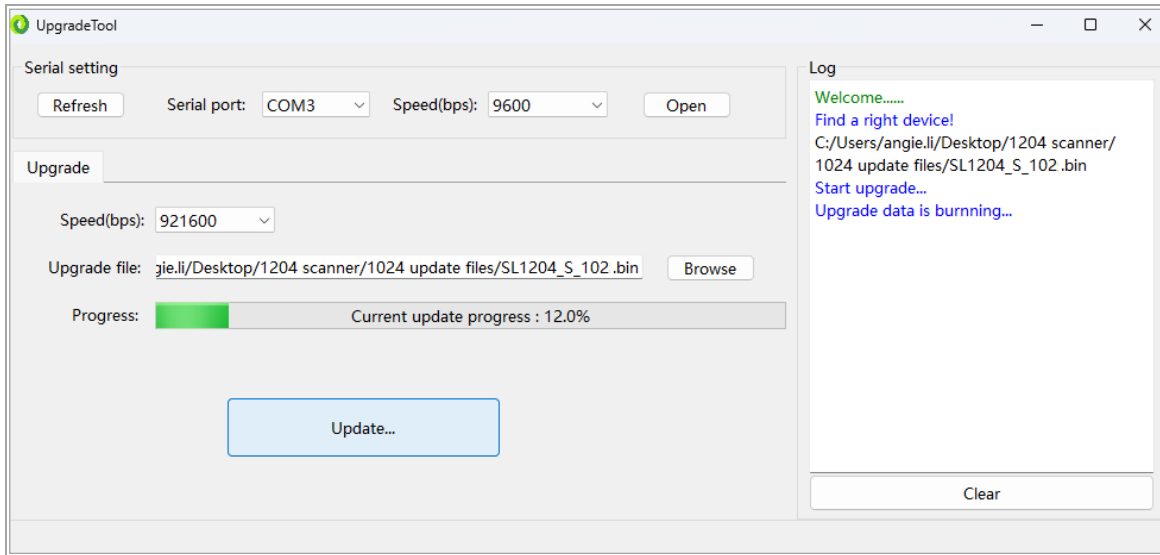 UpgradeTool
Serial setting
Refresh Serial port: COM3 Speed(bps): 9600 Open
Upgrade
Speed(bps): 921600
Upgrade file: gie.li/Desktop/1204 scanner/1024 update files/SL1204_S_102 .bin Browse
Progress: Current update progress : 12.0%
Update...
Log
Welcome......
Find a right device!
C:/Users/angie.li/Desktop/1204 scanner/
1024 update files/SL1204_S_102 .bin
Start upgrade...
Upgrade data is burnning...
Clear